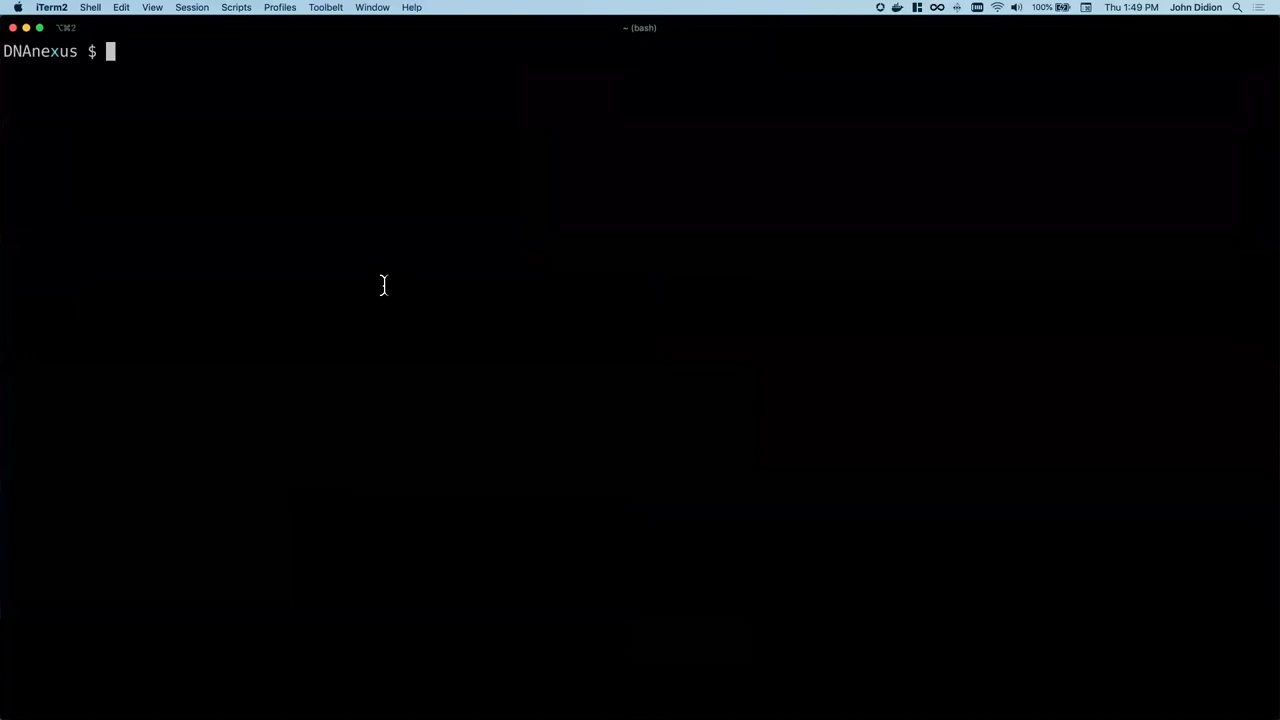 iTerm2 Shell Edit View Session Scripts Profiles Toolbelt Window Help 100% Thu 1:49 PM John Didion
⌥⌘2 ~ (bash)
DNAnexus $